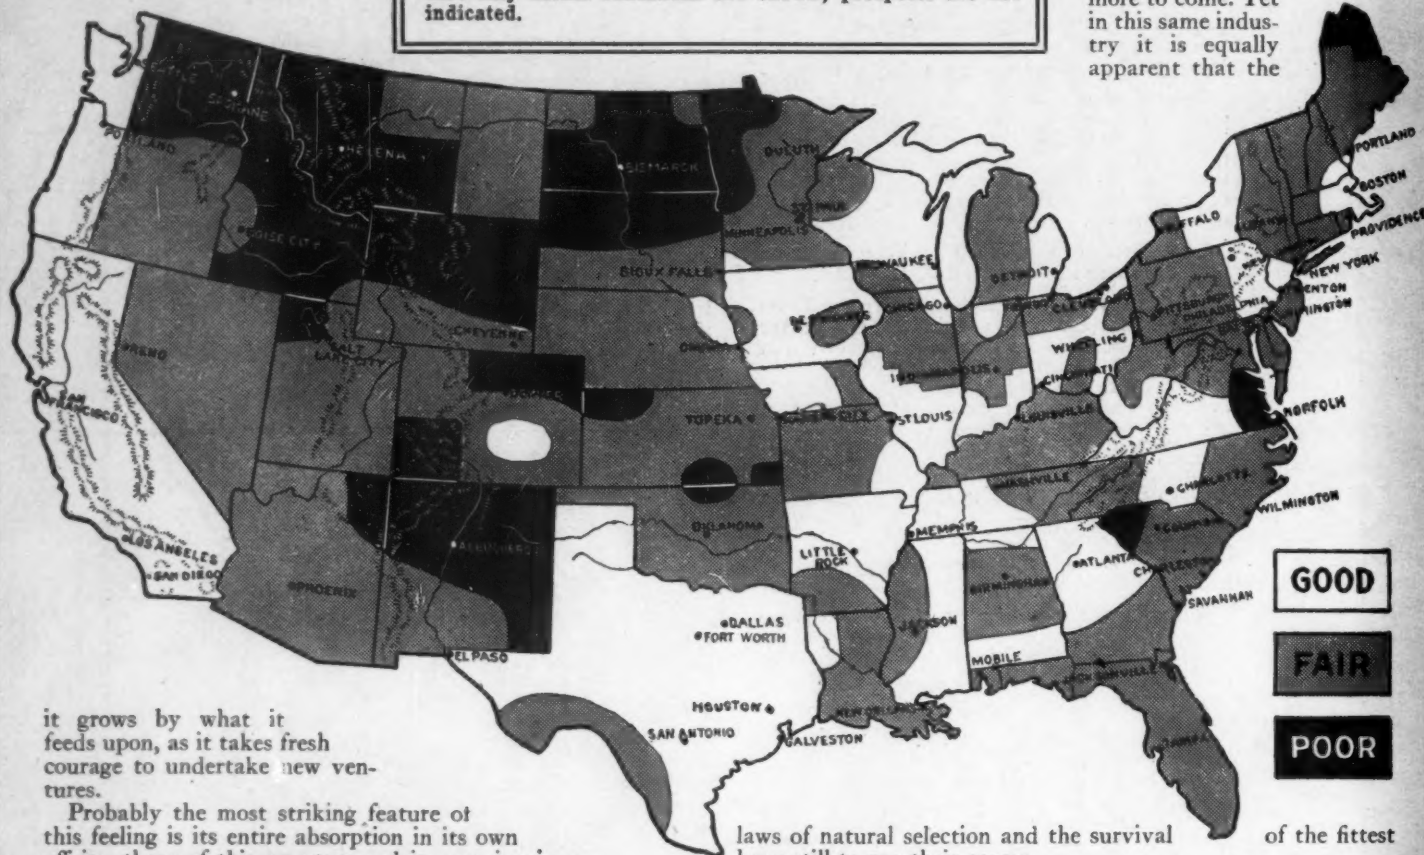 indicated.
more to come. Yet
in this same indus-
try it is equally
apparent that the
SPOKANE
PORTLAND
HELENA
BISMARCK
DULUTH
ST. PAUL
MINNEAPOLIS
BOISE CITY
SIOUX FALLS
MILWAUKEE
DETROIT
BUFFALO
ALBANY
PORTLAND
BOSTON
PROVIDENCE
NEW YORK
TRENTON
WILMINGTON
PITTSBURGH
PHILADELPHIA
CLEVELAND
CHICAGO
DES MOINES
OMAHA
CHEYENNE
RENO
SALT
LAKE CITY
DENVER
SAN
FRANCISCO
TOPEKA
ST. LOUIS
INDIANAPOLIS
CINCINNATI
WHEELING
LOUISVILLE
NORFOLK
NASHVILLE
CHARLOTTE
WILMINGTON
COLUMBIA
CHARLESTON
SAVANNAH
ATLANTA
MEMPHIS
LITTLE
ROCK
OKLAHOMA
ALBUQUERQUE
LOS ANGELES
SAN DIEGO
PHOENIX
EL PASO
DALLAS
FORT WORTH
JACKSON
BIRMINGHAM
MOBILE
JACKSONVILLE
TAMPA
NEW ORLEANS
HOUSTON
SAN ANTONIO
GALVESTON
GOOD
FAIR
POOR
it grows by what it
feeds upon, as it takes fresh
courage to undertake new ven-
tures.
Probably the most striking feature of
this feeling is its entire absorption in its own
laws of natural selection and the survival of the fittest